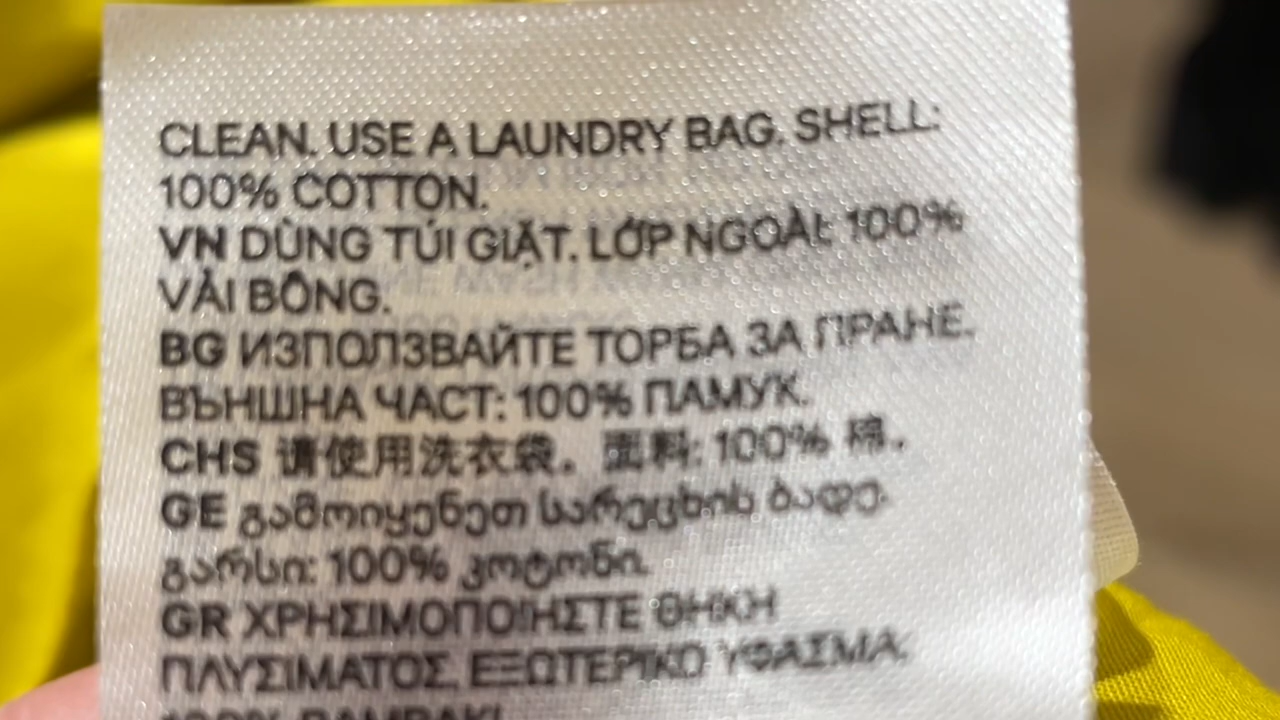 CLEAN. USE A LAUNDRY BAG. SHELL:
100% COTTON.
VN DÙNG TÚI GIẶT. LỚP NGOÀI: 100%
VẢI BÔNG.
BG ИЗПОЛЗВАЙТЕ ТОРБА ЗА ПРАНЕ.
ВЪНШНА ЧАСТ: 100% ПАМУК.
CHS 请使用洗衣袋。面料: 100% 棉。
GE გამოიყენეთ სარეცხის ბადე.
გარსი: 100% კოტონი.
GR ΧΡΗΣΙΜΟΠΟΙΗΣΤΕ ΘΗΚΗ
ΠΛΥΣΙΜΑΤΟΣ. ΕΞΩΤΕΡΙΚΟ ΥΦΑΣΜΑ: